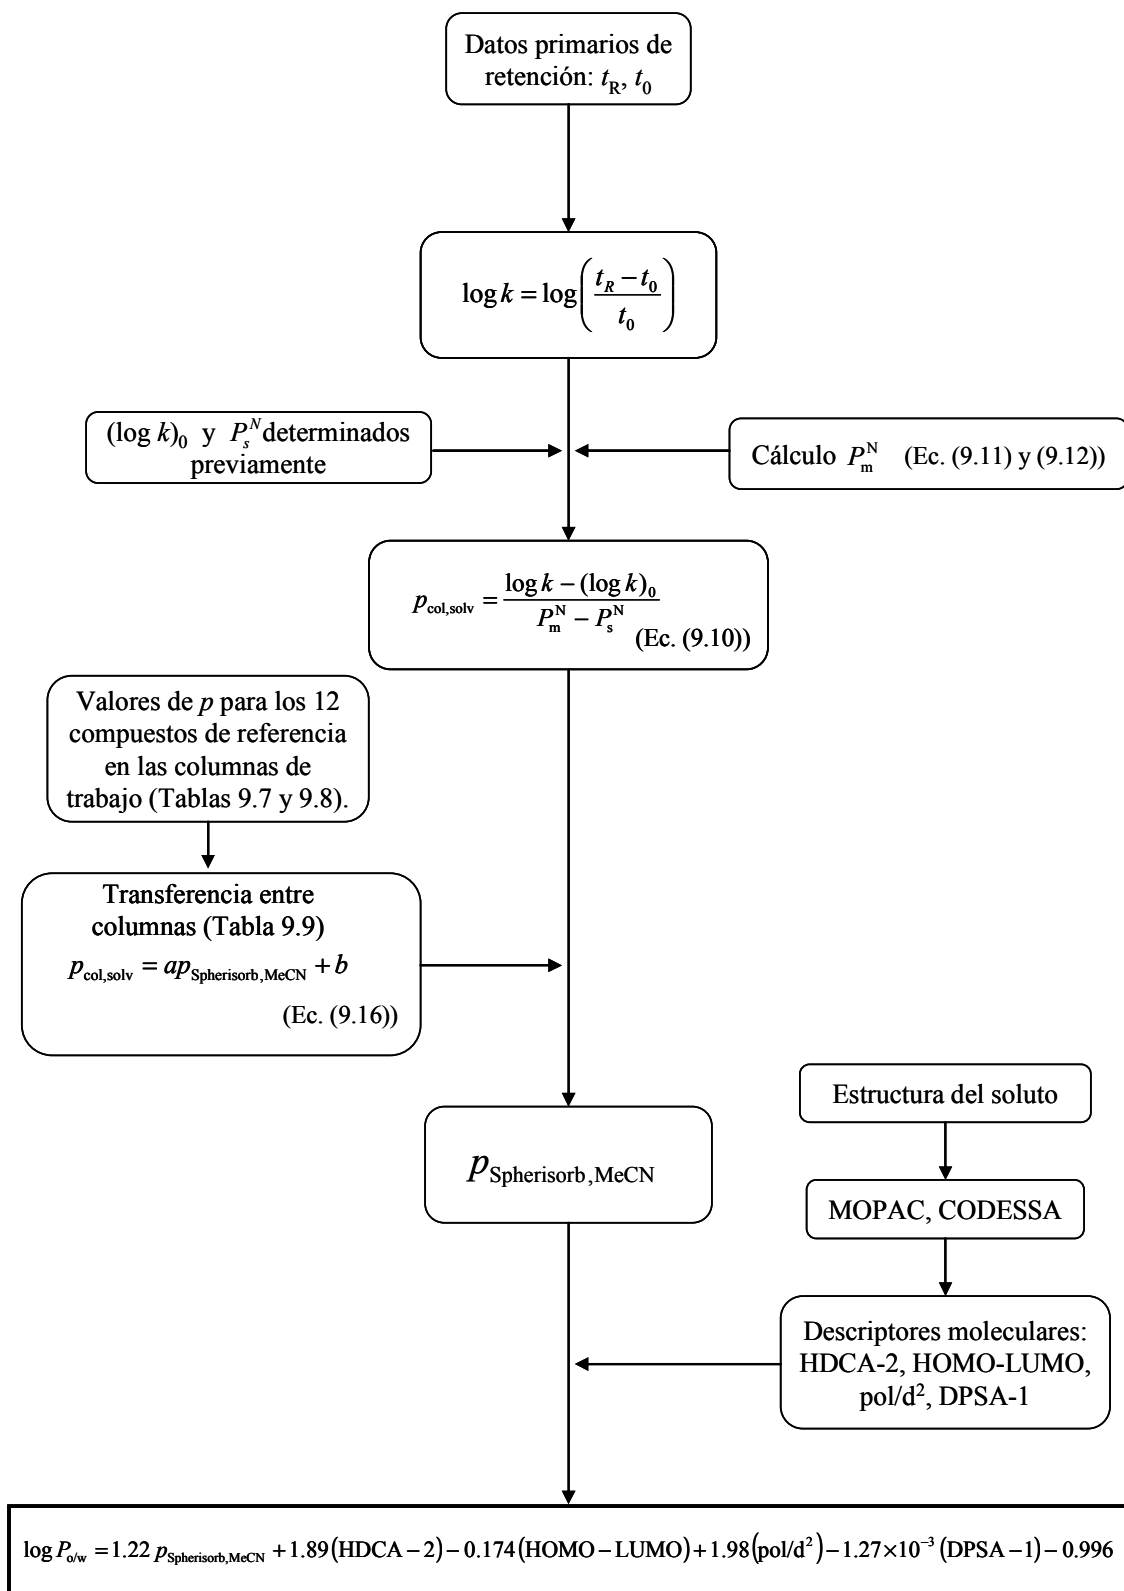 Datos primarios de
retención: t_R, t_0
log k = log((t_R − t_0)/t_0)
(log k)_0 y P_s^N determinados
previamente
Cálculo P_m^N (Ec. (9.11) y (9.12))
p_col,solv = (log k − (log k)_0)/(P_m^N − P_s^N)
(Ec. (9.10))
Valores de p para los 12
compuestos de referencia
en las columnas de
trabajo (Tablas 9.7 y 9.8).
Transferencia entre
columnas (Tabla 9.9)
p_col,solv = ap_Spherisorb,MeCN + b
(Ec. (9.16))
p_Spherisorb,MeCN
Estructura del soluto
MOPAC, CODESSA
Descriptores moleculares:
HDCA-2, HOMO-LUMO,
pol/d², DPSA-1
log P_o/w = 1.22 p_Spherisorb,MeCN + 1.89(HDCA − 2) − 0.174(HOMO − LUMO) + 1.98(pol/d²) − 1.27×10⁻³ (DPSA − 1) − 0.996